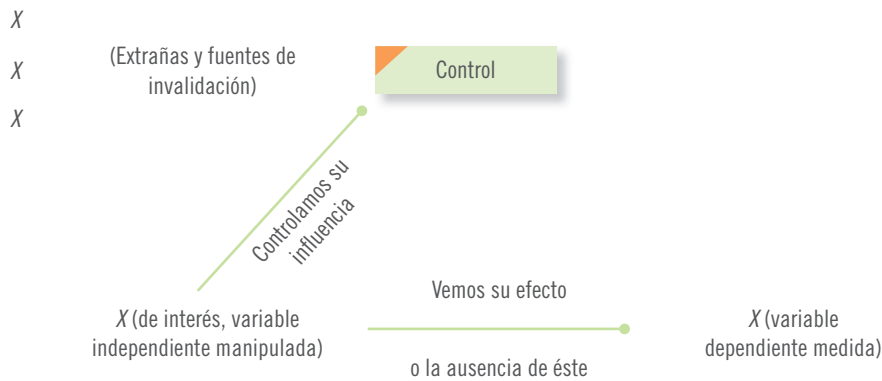 X
X
X
(Extrañas y fuentes de
invalidación)
Control
Controlamos su
influencia
X (de interés, variable
independiente manipulada)
Vemos su efecto
o la ausencia de éste
X (variable
dependiente medida)